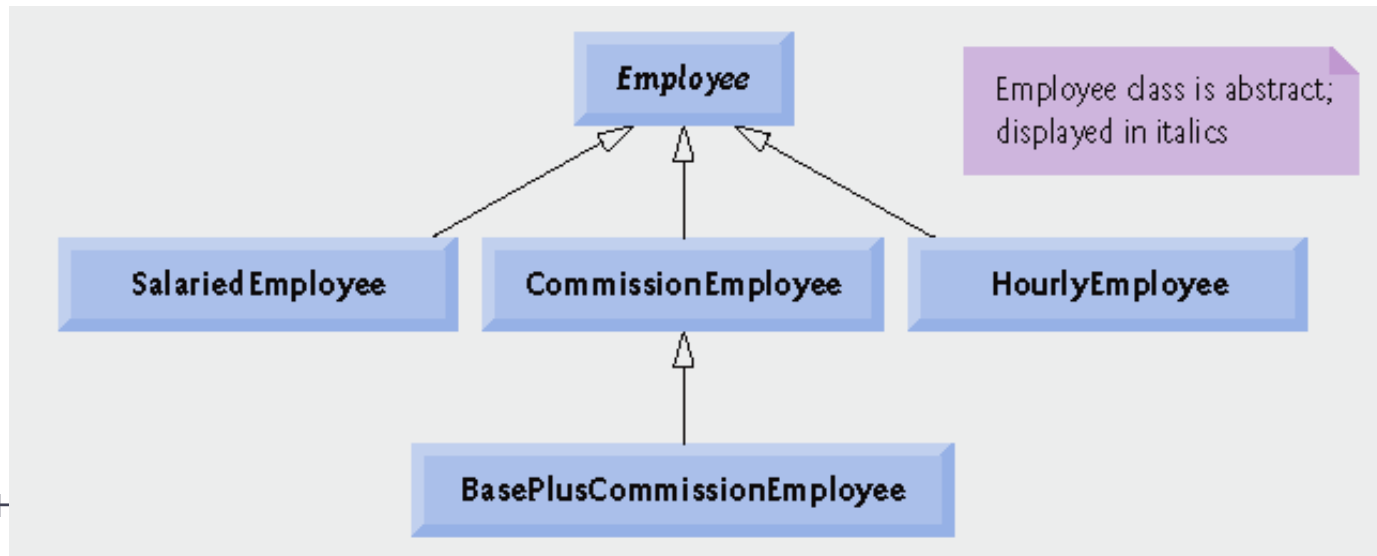 Employee
Employee class is abstract;
displayed in italics
SalariedEmployee
CommissionEmployee
HourlyEmployee
BasePlusCommissionEmployee